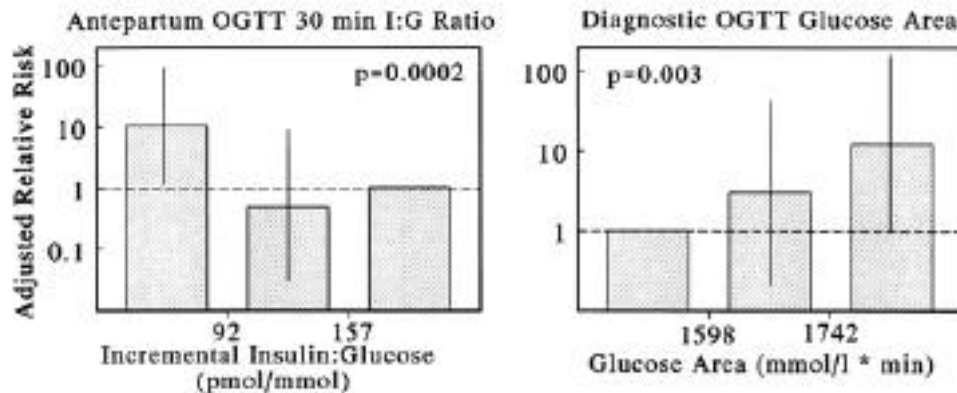 Antepartum OGTT 30 min I:G Ratio
Adjusted Relative Risk
100
10
1
0.1
p=0.0002
92
157
Incremental Insulin:Glucose
(pmol/mmol)
Diagnostic OGTT Glucose Area
100
10
1
p=0.003
1598
1742
Glucose Area (mmol/l * min)